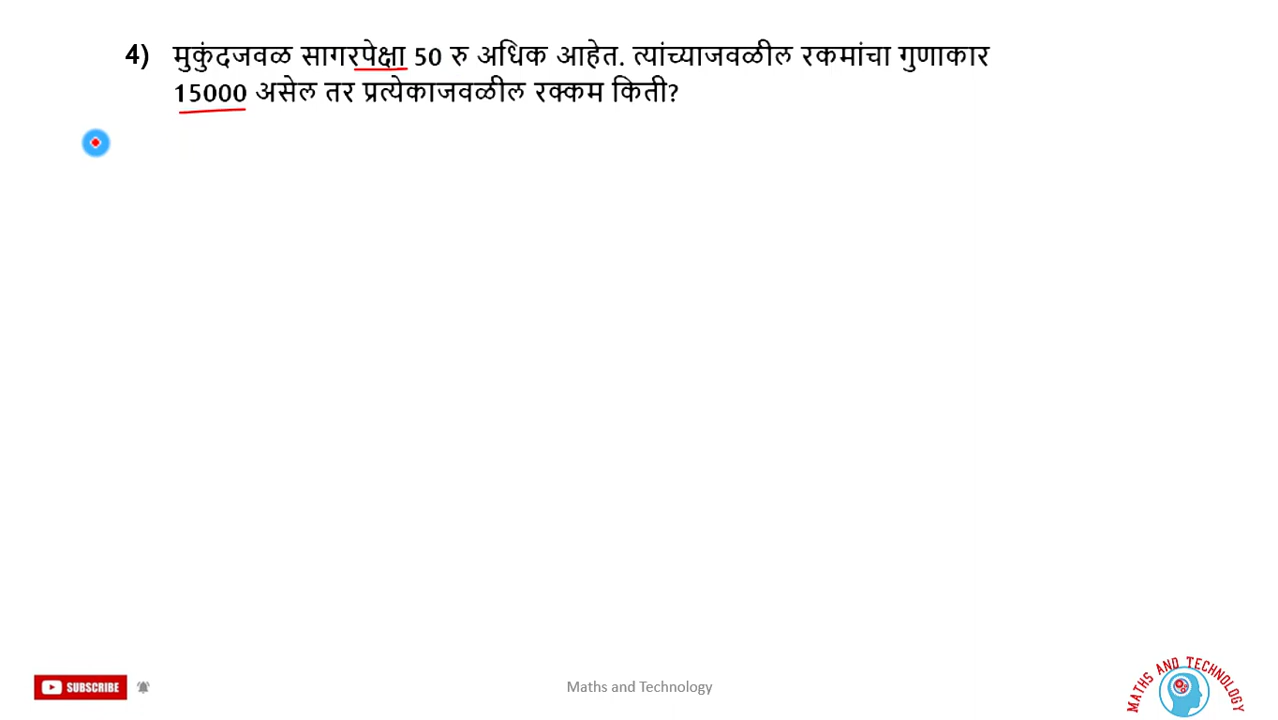 4) मुकुंदजवळ सागरपेक्षा 50 रु अधिक आहेत. त्यांच्याजवळील रकमांचा गुणाकार
15000 असेल तर प्रत्येकाजवळील रक्कम किती?
SUBSCRIBE
Maths and Technology
MATHS AND TECHNOLOGY